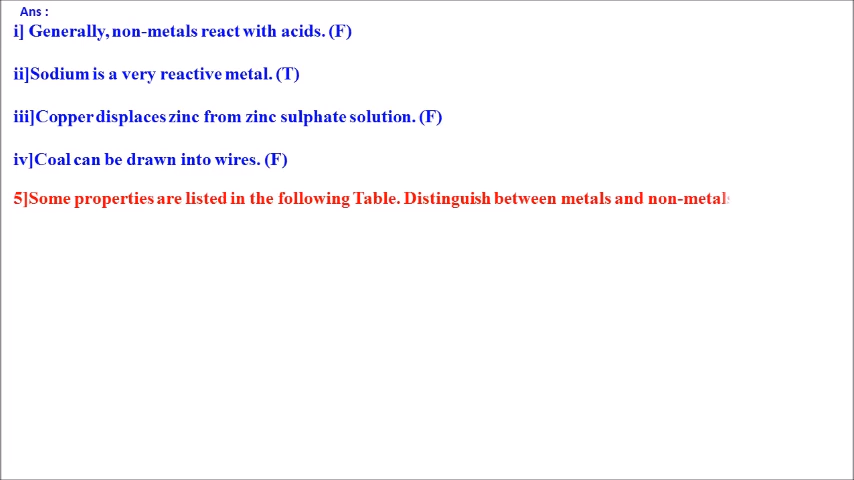 Ans :
i] Generally, non-metals react with acids. (F)
ii]Sodium is a very reactive metal. (T)
iii]Copper displaces zinc from zinc sulphate solution. (F)
iv]Coal can be drawn into wires. (F)
5]Some properties are listed in the following Table. Distinguish between metals and non-metals